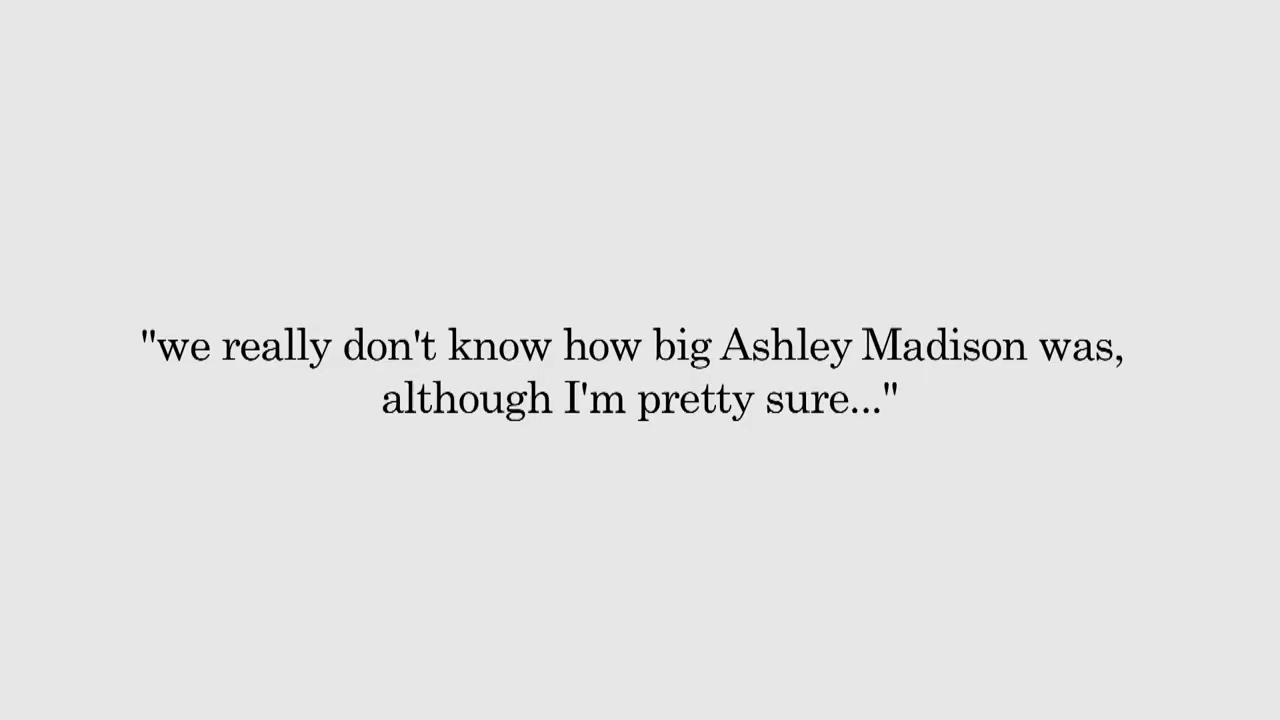 "we really don't know how big Ashley Madison was,
although I'm pretty sure..."